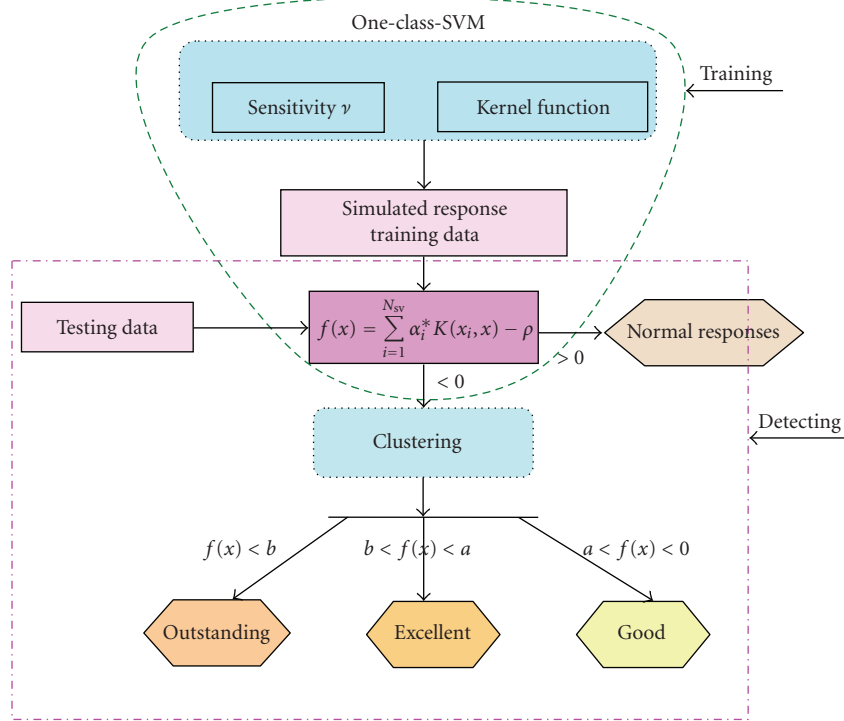 One-class-SVM
Training
Sensitivity ν
Kernel function
Simulated response
training data
Testing data
f(x) = ∑_{i=1}^{N_sv} α_i^* K(x_i, x) − ρ
Normal responses
> 0
< 0
Detecting
Clustering
f(x) < b
b < f(x) < a
a < f(x) < 0
Outstanding
Excellent
Good